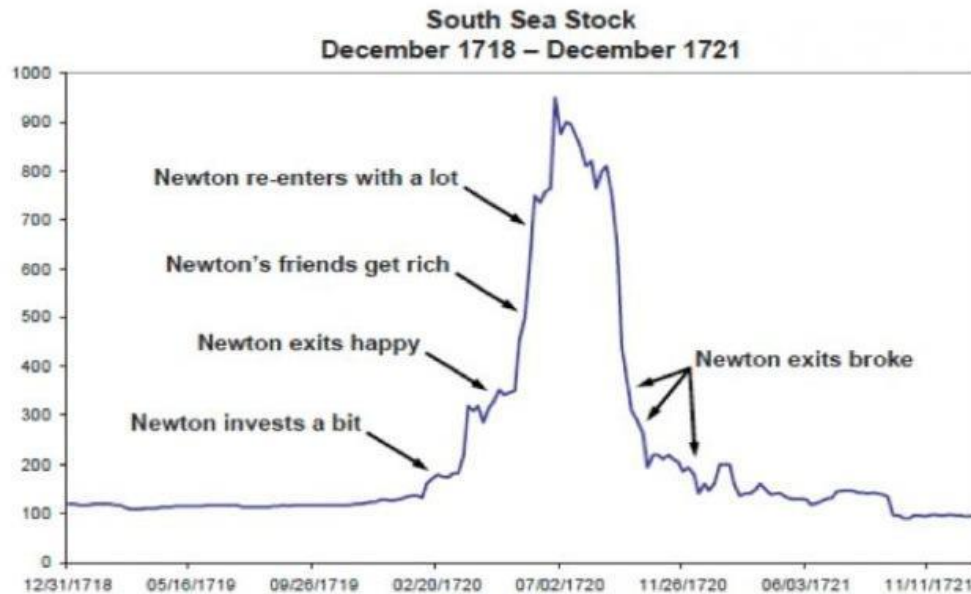 South Sea Stock
December 1718 – December 1721
1000
900
800
700
600
500
400
300
200
100
0
Newton re-enters with a lot
Newton's friends get rich
Newton exits happy
Newton exits broke
Newton invests a bit
12/31/1718 05/16/1719 09/26/1719 02/20/1720 07/02/1720 11/26/1720 06/03/1721 11/11/1721